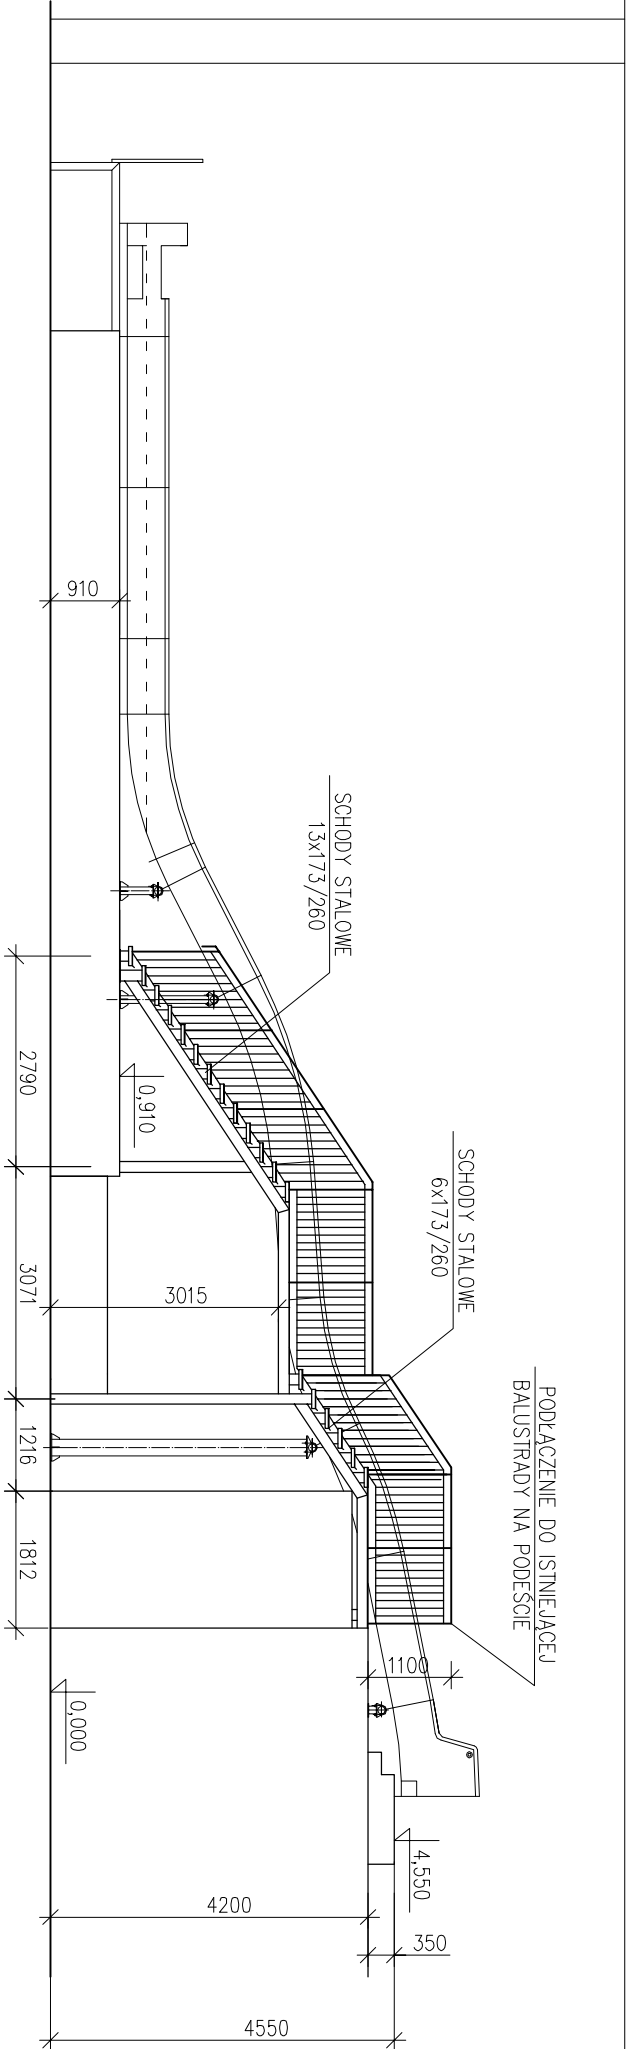 910
SCHODY STALOWE
13x173/260
2790
0,910
SCHODY STALOWE
6x173/260
3071
3015
PODŁĄCZENIE DO ISTNIEJĄCEJ
BALUSTRADY NA PODEŚCIE
1216
1812
1100
0,000
4,550
4200
350
4550